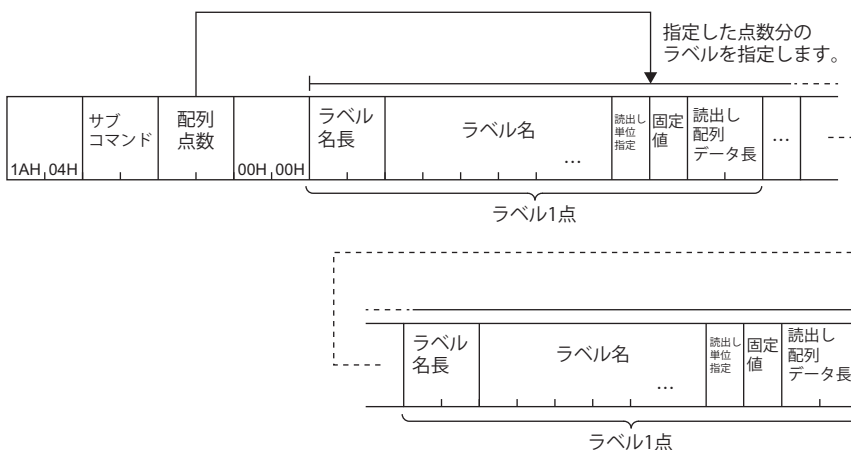 指定した点数分の
ラベルを指定します。
1AH 04H
サブ
コマンド
配列
点数
00H 00H
ラベル
名長
ラベル名
…
読出し
単位
指定
固定
値
読出し
配列
データ長
…
ラベル1点
ラベル
名長
ラベル名
…
読出し
単位
指定
固定
値
読出し
配列
データ長
ラベル1点